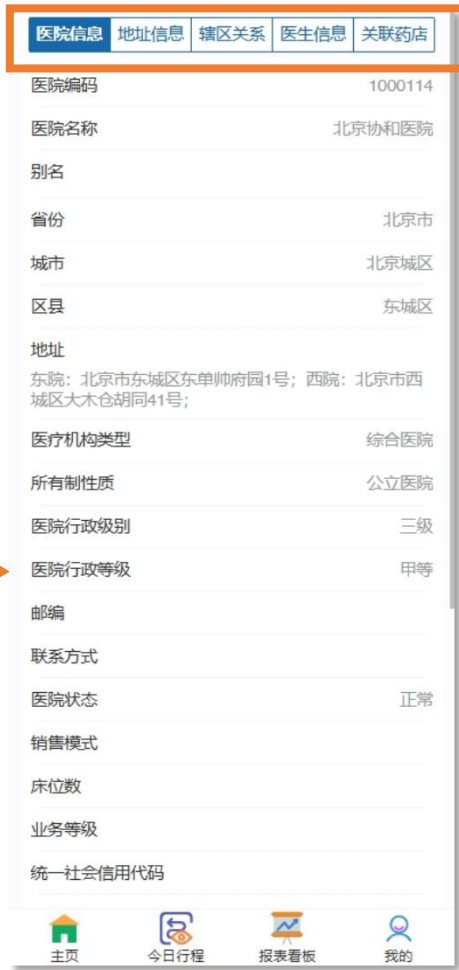 医院信息 地址信息 辖区关系 医生信息 关联药店
医院编码 1000114
医院名称 北京协和医院
别名
省份 北京市
城市 北京城区
区县 东城区
地址
东院：北京市东城区东单帅府园1号；西院：北京市西
城区大木仓胡同41号；
医疗机构类型 综合医院
所有制性质 公立医院
医院行政级别 三级
医院行政等级 甲等
邮编
联系方式
医院状态 正常
销售模式
床位数
业务等级
统一社会信用代码
主页 今日行程 报表看板 我的